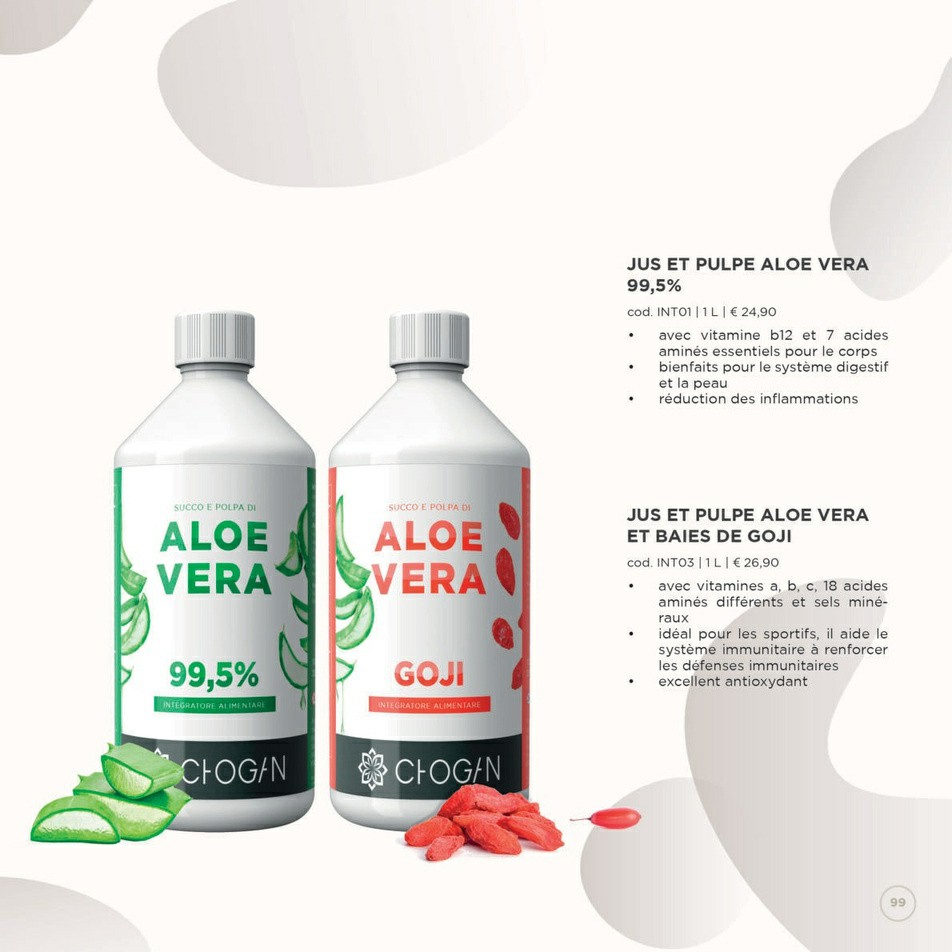 JUS ET PULPE ALOE VERA
99,5%
cod. INT01 | 1 L | € 24,90
• avec vitamine b12 et 7 acides
aminés essentiels pour le corps
• bienfaits pour le système digestif
et la peau
• réduction des inflammations
SUCCO E POLPA DI
ALOE
VERA
99,5%
INTEGRATORE ALIMENTARE
CHOGAN
SUCCO E POLPA DI
ALOE
VERA
GOJI
INTEGRATORE ALIMENTARE
CHOGAN
JUS ET PULPE ALOE VERA
ET BAIES DE GOJI
cod. INT03 | 1 L | € 26,90
• avec vitamines a, b, c, 18 acides
aminés différents et sels miné-
raux
• idéal pour les sportifs, il aide le
système immunitaire à renforcer
les défenses immunitaires
• excellent antioxydant
99